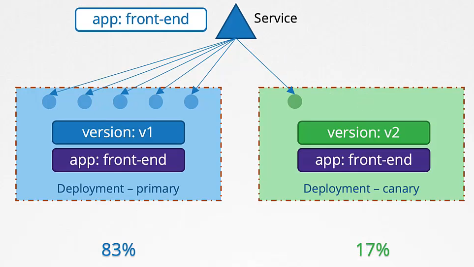 app: front-end
Service
version: v1
app: front-end
Deployment – primary
version: v2
app: front-end
Deployment – canary
83%
17%